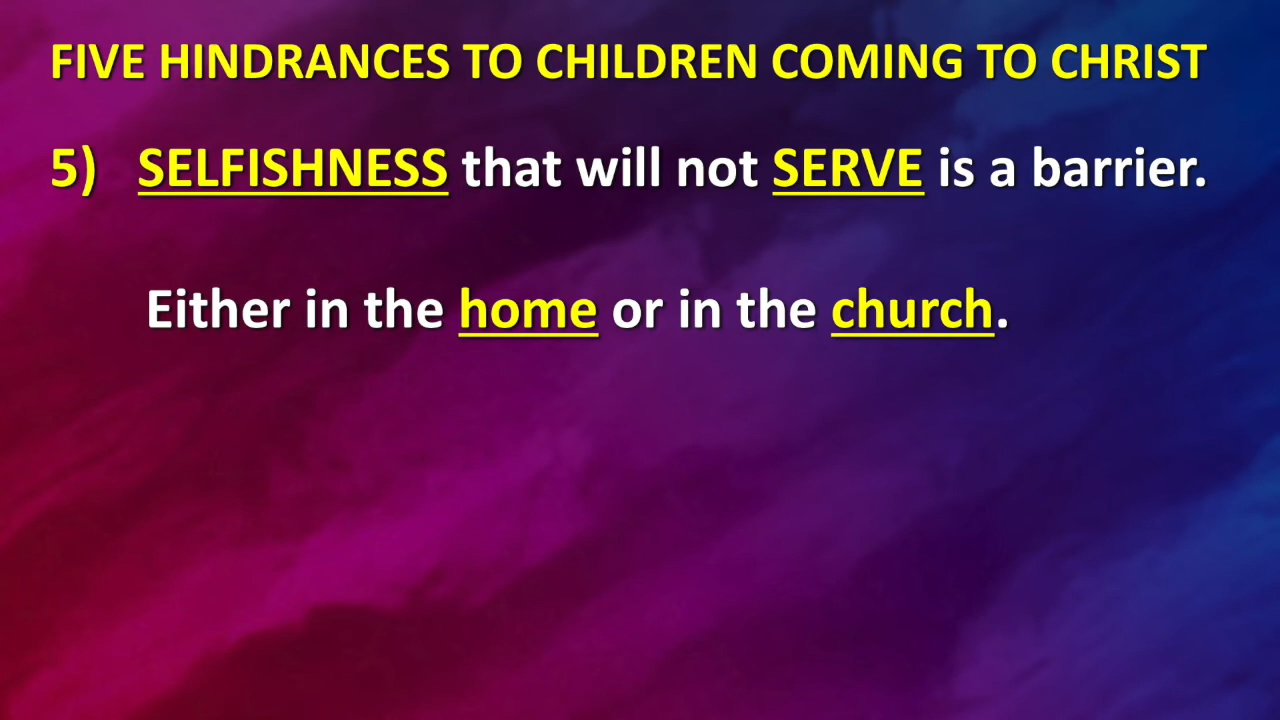 FIVE HINDRANCES TO CHILDREN COMING TO CHRIST
5) SELFISHNESS that will not SERVE is a barrier.
Either in the home or in the church.